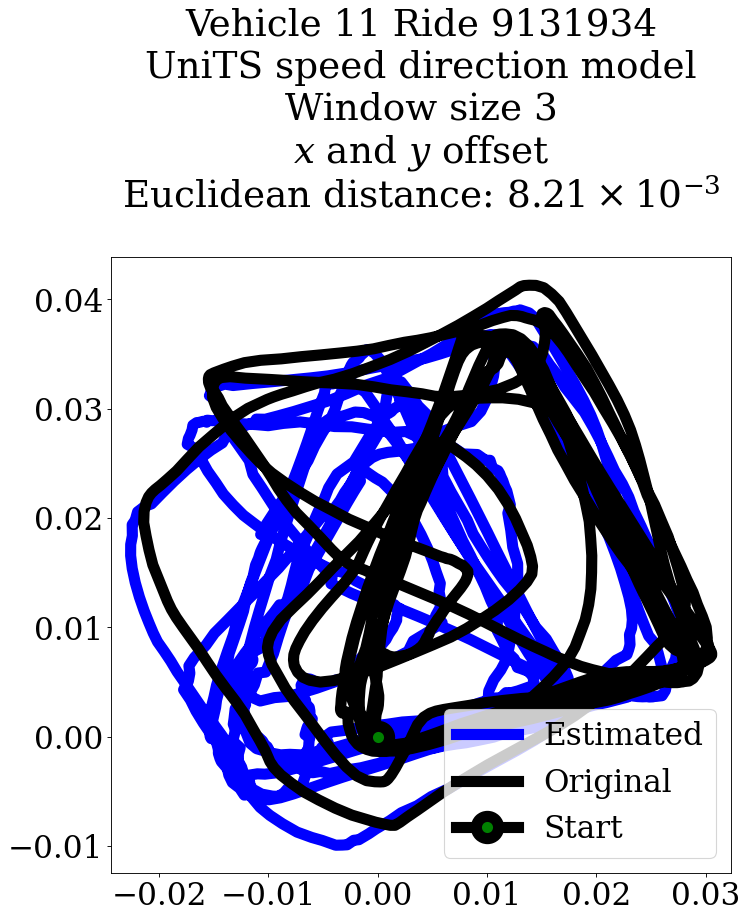 Vehicle 11 Ride 9131934
UniTS speed direction model
Window size 3
x and y offset
Euclidean distance: 8.21 × 10⁻³
0.04
0.03
0.02
0.01
0.00
−0.01
Estimated
Original
Start
−0.02 −0.01 0.00 0.01 0.02 0.03